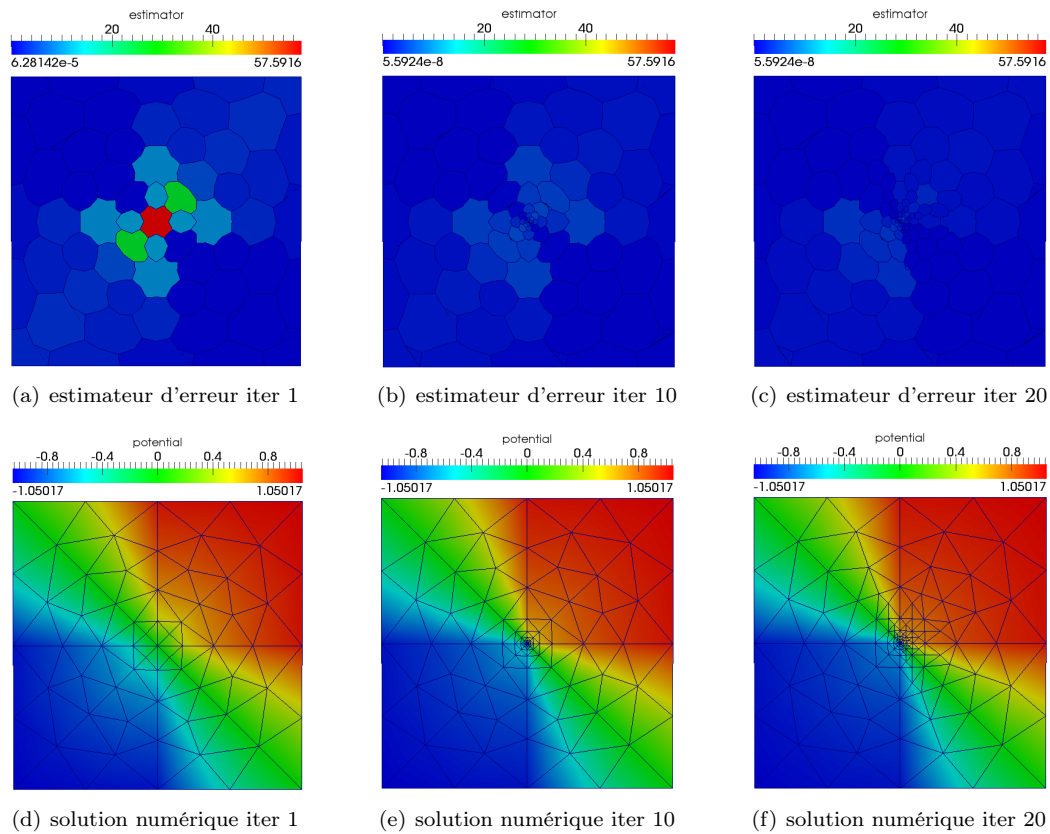 estimator
20 40
6.28142e-5 57.5916
estimator
20 40
5.5924e-8 57.5916
estimator
20 40
5.5924e-8 57.5916
(a) estimateur d'erreur iter 1
(b) estimateur d'erreur iter 10
(c) estimateur d'erreur iter 20
potential
-0.8 -0.4 0 0.4 0.8
-1.05017 1.05017
potential
-0.8 -0.4 0 0.4 0.8
-1.05017 1.05017
potential
-0.8 -0.4 0 0.4 0.8
-1.05017 1.05017
(d) solution numérique iter 1
(e) solution numérique iter 10
(f) solution numérique iter 20